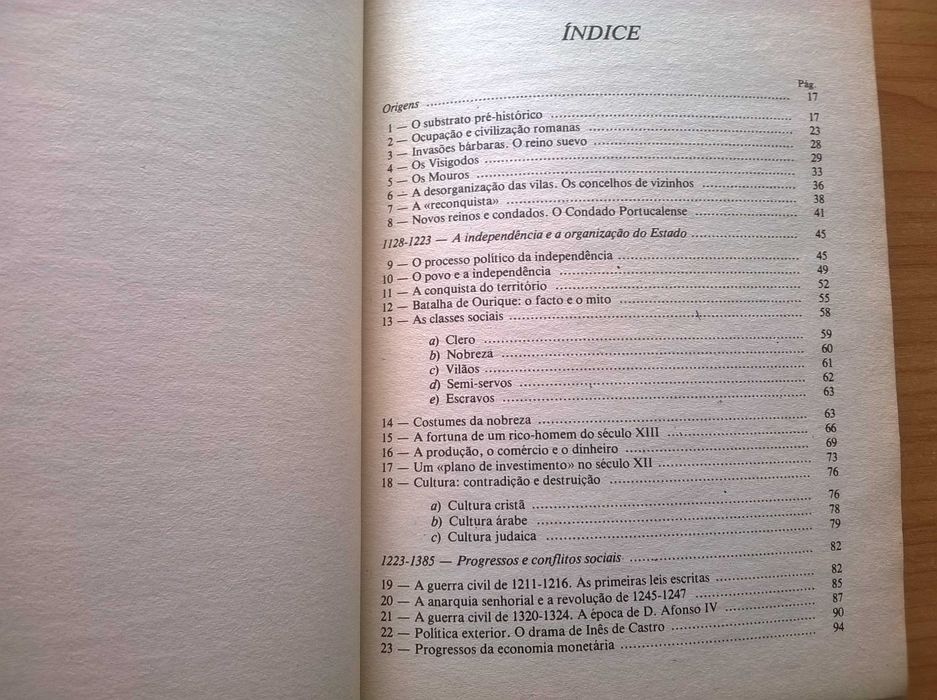 ÍNDICE
Pág.
Origens ........ 17
1 — O substrato pré-histórico ........ 17
2 — Ocupação e civilização romanas ........ 23
3 — Invasões bárbaras. O reino suevo ........ 28
4 — Os Visigodos ........ 29
5 — Os Mouros ........ 33
6 — A desorganização das vilas. Os concelhos de vizinhos ........ 36
7 — A «reconquista» ........ 38
8 — Novos reinos e condados. O Condado Portucalense ........ 41
1128-1223 — A independência e a organização do Estado ........ 45
9 — O processo político da independência ........ 45
10 — O povo e a independência ........ 49
11 — A conquista do território ........ 52
12 — Batalha de Ourique: o facto e o mito ........ 55
13 — As classes sociais ........ 58
a) Clero ........ 59
b) Nobreza ........ 60
c) Vilãos ........ 61
d) Semi-servos ........ 62
e) Escravos ........ 63
14 — Costumes da nobreza ........ 63
15 — A fortuna de um rico-homem do século XIII ........ 66
16 — A produção, o comércio e o dinheiro ........ 69
17 — Um «plano de investimento» no século XII ........ 73
18 — Cultura: contradição e destruição ........ 76
a) Cultura cristã ........ 76
b) Cultura árabe ........ 78
c) Cultura judaica ........ 79
1223-1385 — Progressos e conflitos sociais ........ 82
19 — A guerra civil de 1211-1216. As primeiras leis escritas ........ 82
20 — A anarquia senhorial e a revolução de 1245-1247 ........ 85
21 — A guerra civil de 1320-1324. A época de D. Afonso IV ........ 87
22 — Política exterior. O drama de Inês de Castro ........ 90
23 — Progressos da economia monetária ........ 94